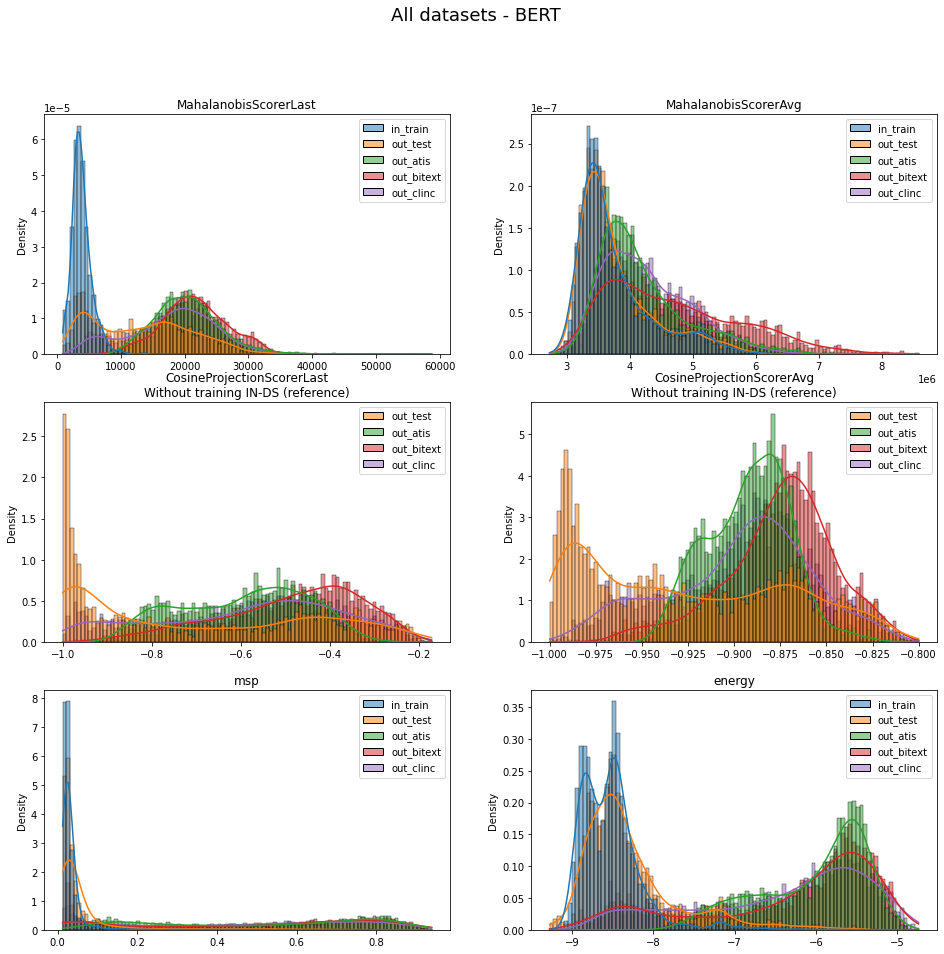 All datasets - BERT
MahalanobisScorerLast
1e−5
Density
0
1
2
3
4
5
6
0
10000
20000
30000
40000
50000
60000
in_train
out_test
out_atis
out_bitext
out_clinc
MahalanobisScorerAvg
1e−7
Density
0.0
0.5
1.0
1.5
2.0
2.5
3
4
5
6
7
8
1e6
in_train
out_test
out_atis
out_bitext
out_clinc
CosineProjectionScorerLast
Without training IN-DS (reference)
Density
0.0
0.5
1.0
1.5
2.0
2.5
−1.0
−0.8
−0.6
−0.4
−0.2
out_test
out_atis
out_bitext
out_clinc
CosineProjectionScorerAvg
Without training IN-DS (reference)
Density
0
1
2
3
4
5
−1.000
−0.975
−0.950
−0.925
−0.900
−0.875
−0.850
−0.825
−0.800
out_test
out_atis
out_bitext
out_clinc
msp
Density
0
1
2
3
4
5
6
7
8
0.0
0.2
0.4
0.6
0.8
in_train
out_test
out_atis
out_bitext
out_clinc
energy
Density
0.00
0.05
0.10
0.15
0.20
0.25
0.30
0.35
−9
−8
−7
−6
−5
in_train
out_test
out_atis
out_bitext
out_clinc